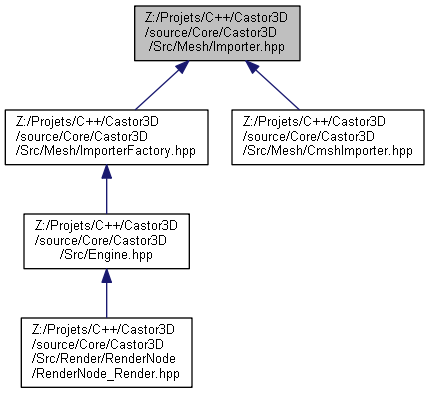 Z:/Projets/C++/Castor3D
/source/Core/Castor3D
/Src/Mesh/Importer.hpp
Z:/Projets/C++/Castor3D
/source/Core/Castor3D
/Src/Mesh/ImporterFactory.hpp
Z:/Projets/C++/Castor3D
/source/Core/Castor3D
/Src/Mesh/CmshImporter.hpp
Z:/Projets/C++/Castor3D
/source/Core/Castor3D
/Src/Engine.hpp
Z:/Projets/C++/Castor3D
/source/Core/Castor3D
/Src/Render/RenderNode
/RenderNode_Render.hpp